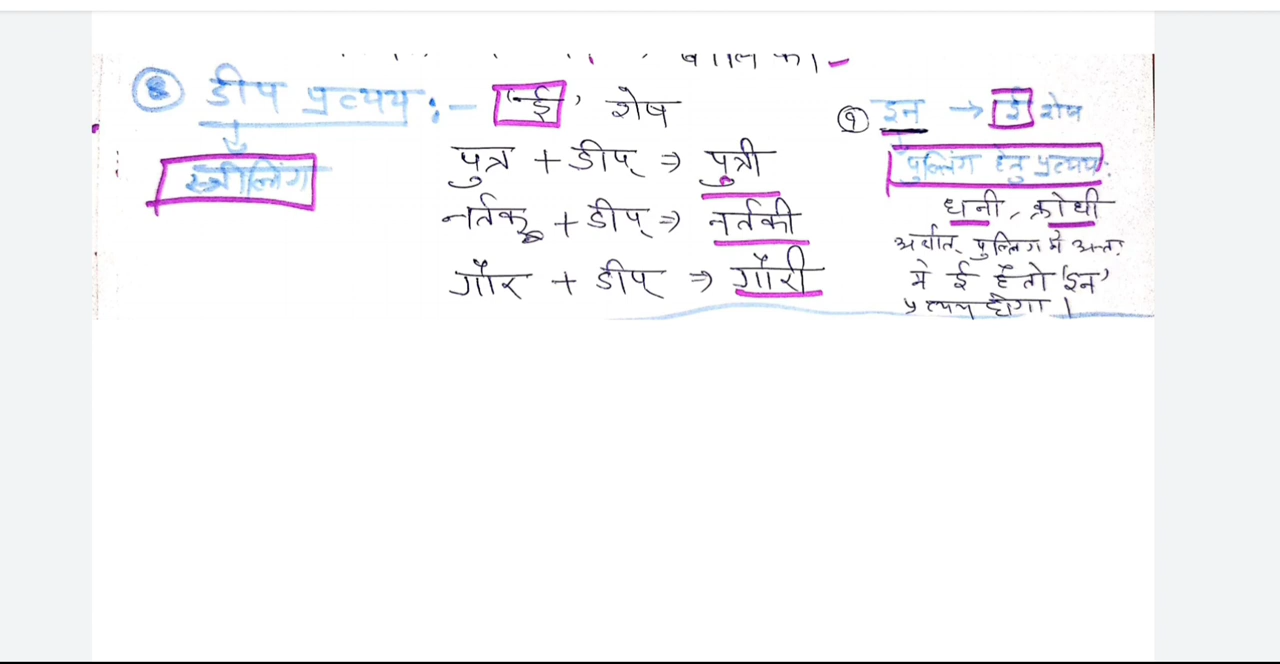 बालिका।
⑧ डीप प्रत्यय :- 'ई' शेष
स्त्रीलिंग
पुत्र + डीप् ⇒ पुत्री
नर्तक + डीप् ⇒ नर्तकी
गौर + डीप् ⇒ गौरी
⑨ इन → ई शेष
पुल्लिंग हेतु प्रत्यय:
धनी, क्रोधी
अर्थात् पुल्लिंग में अन्त
में ई है तो 'इन'
प्रत्यय होगा।